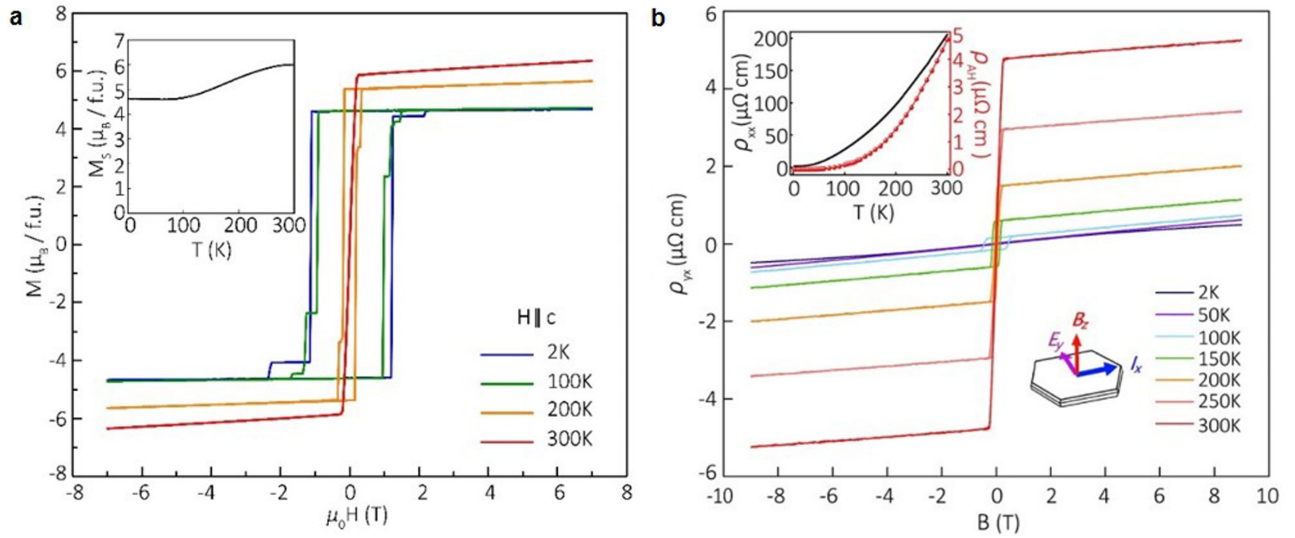 a
8
6
4
2
0
-2
-4
-6
-8
M (μB / f.u.)
-8 -6 -4 -2 0 2 4 6 8
μ0H (T)
7
6
5
4
3
2
1
0
MS (μB / f.u.)
0 100 200 300
T (K)
H ∥ c
2K
100K
200K
300K
b
6
4
2
0
-2
-4
-6
ρyx (μΩ cm)
-10 -8 -6 -4 -2 0 2 4 6 8 10
B (T)
200
150
100
50
0
ρxx (μΩ cm)
5
4
3
2
1
0
ρAH (μΩ cm)
0 100 200 300
T (K)
Bz
Ey
Ix
2K
50K
100K
150K
200K
250K
300K